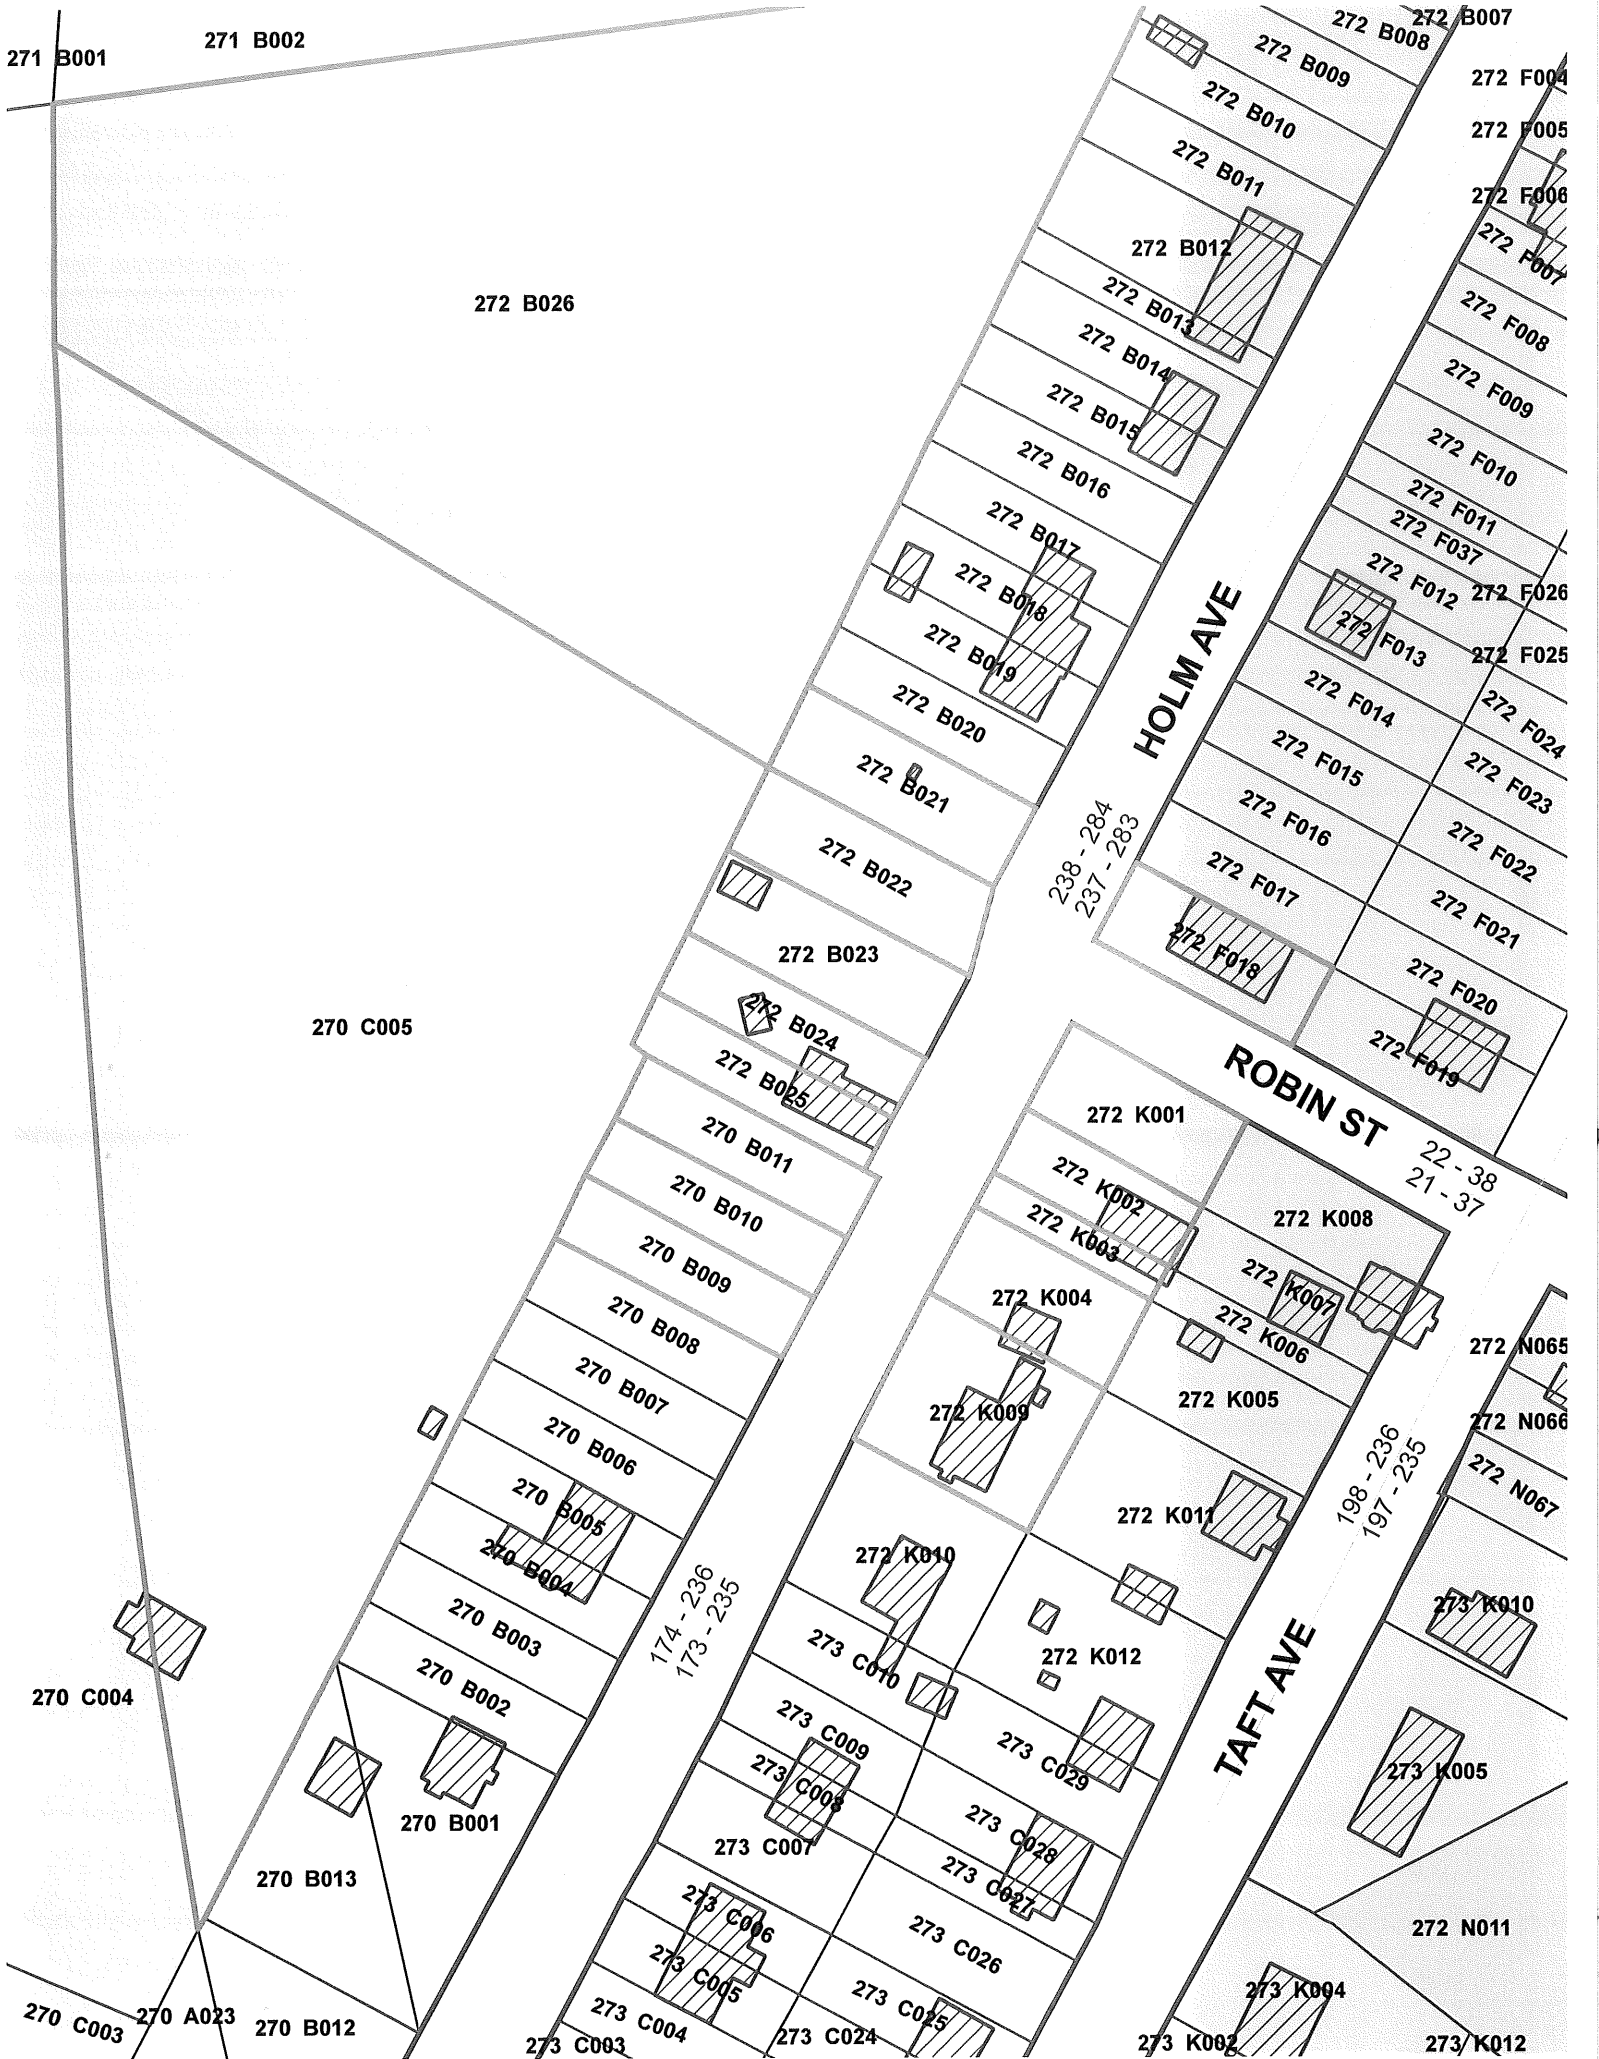 272 B007
272 B008
271 B002
271 B001
272 B009
272 F004
272 B010
272 F005
272 B011
272 F006
272 B012
272 F007
272 B026
272 B013
272 F008
272 B014
272 F009
272 B015
272 F010
272 B016
272 F011
272 B017
272 F037
272 F012
272 F026
272 B018
272 F013
272 F025
272 B019
HOLM AVE
272 F014
272 B020
272 F024
272 F015
272 F023
272 B021
272 F016
238 - 284
237 - 283
272 F022
272 B022
272 F017
272 F021
272 B023
272 F018
272 F020
272 B024
270 C005
272 F019
272 B025
ROBIN ST
272 K001
270 B011
22 - 38
21 - 37
272 K002
270 B010
272 K008
272 K003
270 B009
272 K007
272 K004
270 B008
272 K006
272 N065
270 B007
272 K005
272 K009
272 N066
270 B006
198 - 236
197 - 235
272 N067
270 B005
272 K011
272 K010
270 B004
174 - 236
173 - 235
273 K010
270 B003
273 C010
272 K012
270 B002
270 C004
TAFT AVE
273 C009
273 C029
273 K005
273 C008
270 B001
273 C007
273 C028
270 B013
273 C027
273 C006
272 N011
273 C026
273 C005
273 K004
270 C003
270 A023
270 B012
273 C004
273 C025
273 C003
273 C024
273 K002
273 K012